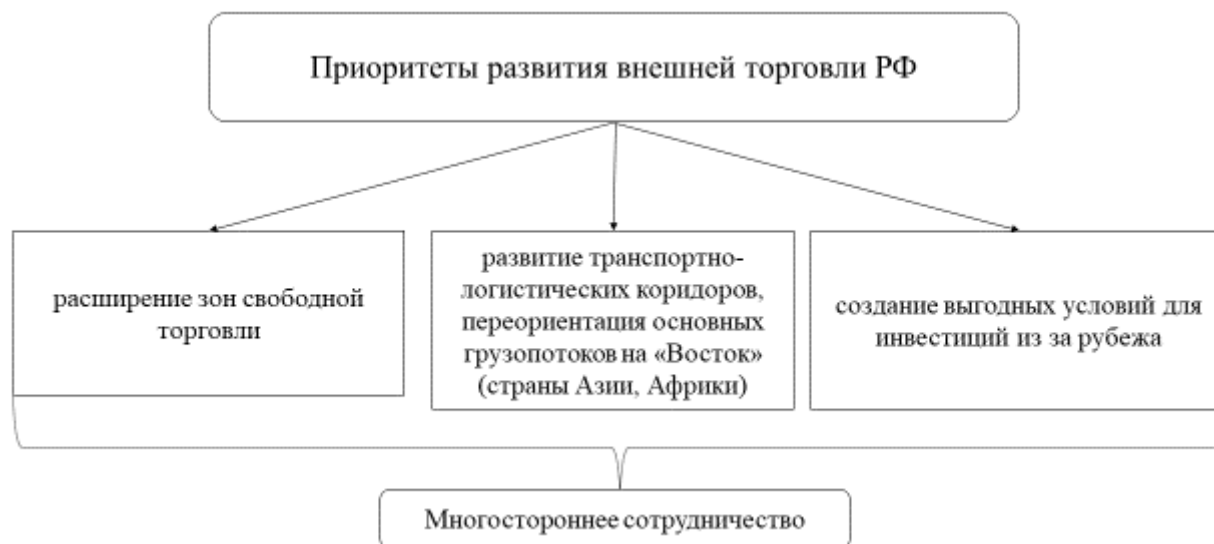 Приоритеты развития внешней торговли РФ
расширение зон свободной
торговли
развитие транспортно-
логистических коридоров,
переориентация основных
грузопотоков на «Восток»
(страны Азии, Африки)
создание выгодных условий для
инвестиций из за рубежа
Многостороннее сотрудничество